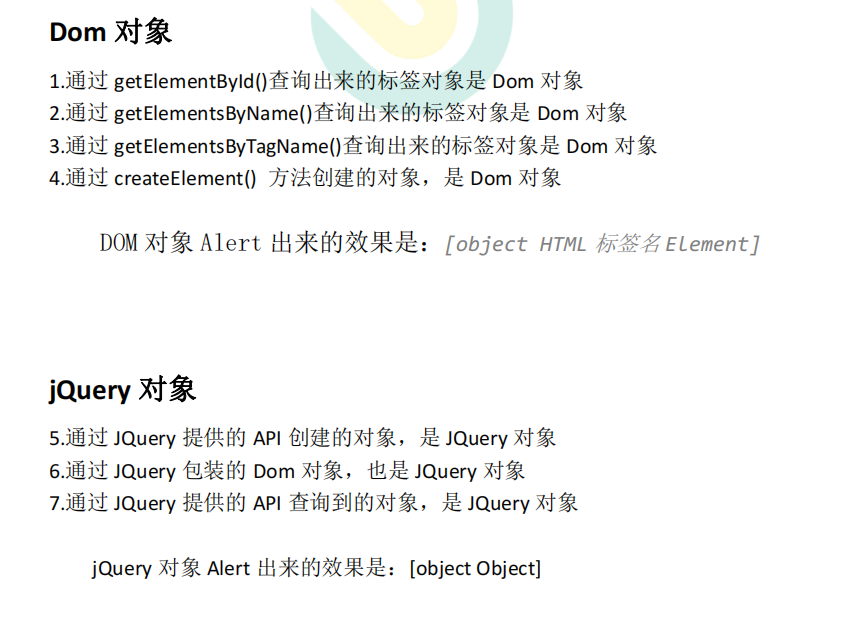 Dom 对象
1.通过 getElementById()查询出来的标签对象是 Dom 对象
2.通过 getElementsByName()查询出来的标签对象是 Dom 对象
3.通过 getElementsByTagName()查询出来的标签对象是 Dom 对象
4.通过 createElement() 方法创建的对象，是 Dom 对象
DOM 对象 Alert 出来的效果是：[object HTML 标签名 Element]
jQuery 对象
5.通过 JQuery 提供的 API 创建的对象，是 JQuery 对象
6.通过 JQuery 包装的 Dom 对象，也是 JQuery 对象
7.通过 JQuery 提供的 API 查询到的对象，是 JQuery 对象
jQuery 对象 Alert 出来的效果是：[object Object]